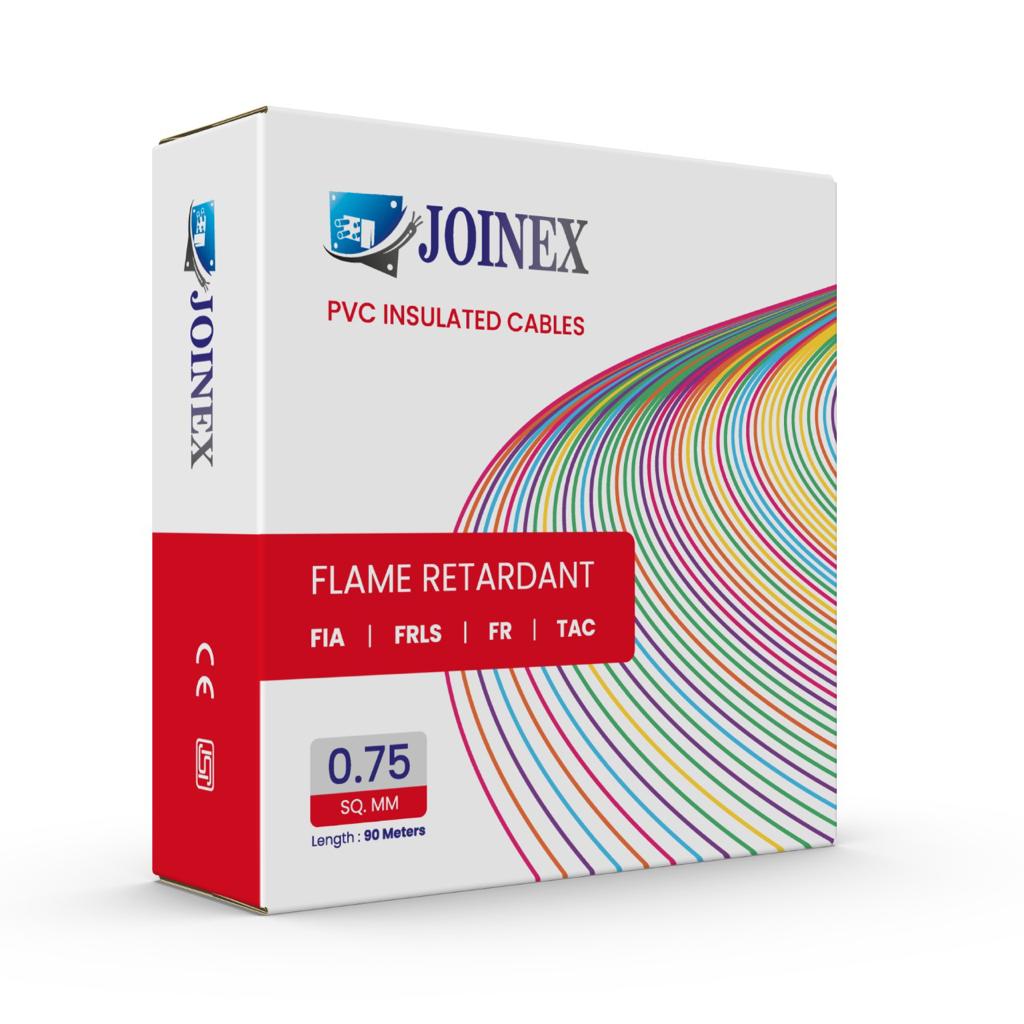 JOINEX
PVC INSULATED CABLES
FLAME RETARDANT
FIA | FRLS | FR | TAC
0.75
SQ. MM
Length : 90 Meters
JOINEX
CE
ISI